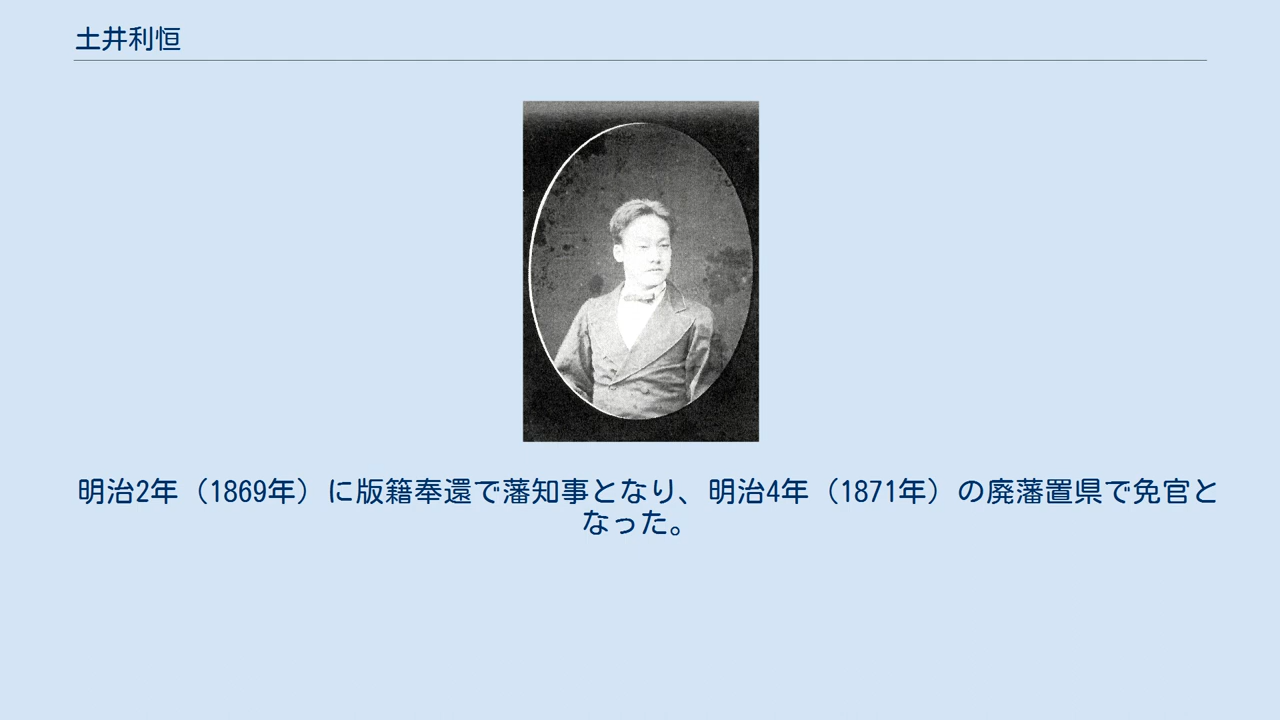 土井利恒
明治2年（1869年）に版籍奉還で藩知事となり、明治4年（1871年）の廃藩置県で免官と
なった。